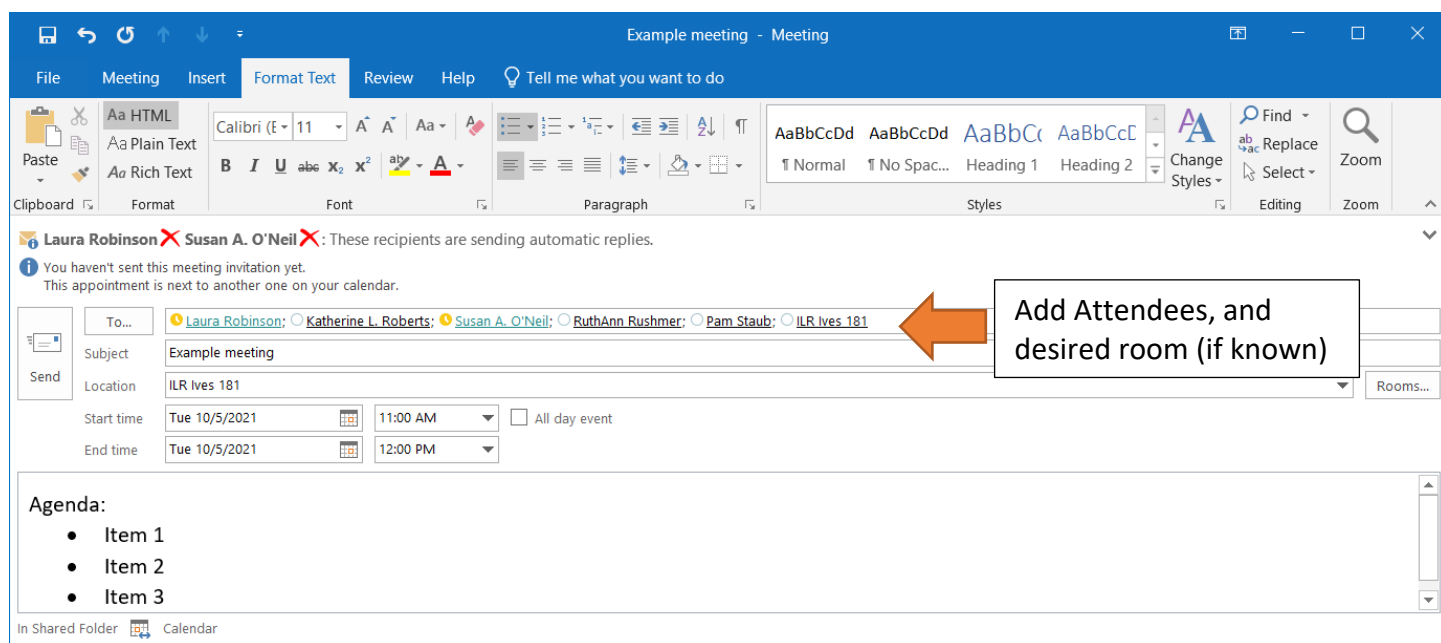 Example meeting - Meeting
File Meeting Insert Format Text Review Help Tell me what you want to do
Paste
Clipboard
Aa HTML
Aa Plain Text
Aa Rich Text
Format
Calibri (E 11 A A Aa A
B I U abc X₂ X² aby A
Font
Paragraph
AaBbCcDd AaBbCcDd AaBbCc AaBbCcD
¶ Normal ¶ No Spac... Heading 1 Heading 2
Change
Styles
Styles
Find
Replace
Select
Editing
Zoom
Zoom
Laura Robinson Susan A. O'Neil : These recipients are sending automatic replies.
You haven't sent this meeting invitation yet.
This appointment is next to another one on your calendar.
Send
To... Laura Robinson; Katherine L. Roberts; Susan A. O'Neil; RuthAnn Rushmer; Pam Staub; ILR Ives 181
Subject Example meeting
Location ILR Ives 181 Rooms...
Start time Tue 10/5/2021 11:00 AM All day event
End time Tue 10/5/2021 12:00 PM
Add Attendees, and
desired room (if known)
Agenda:
• Item 1
• Item 2
• Item 3
In Shared Folder Calendar